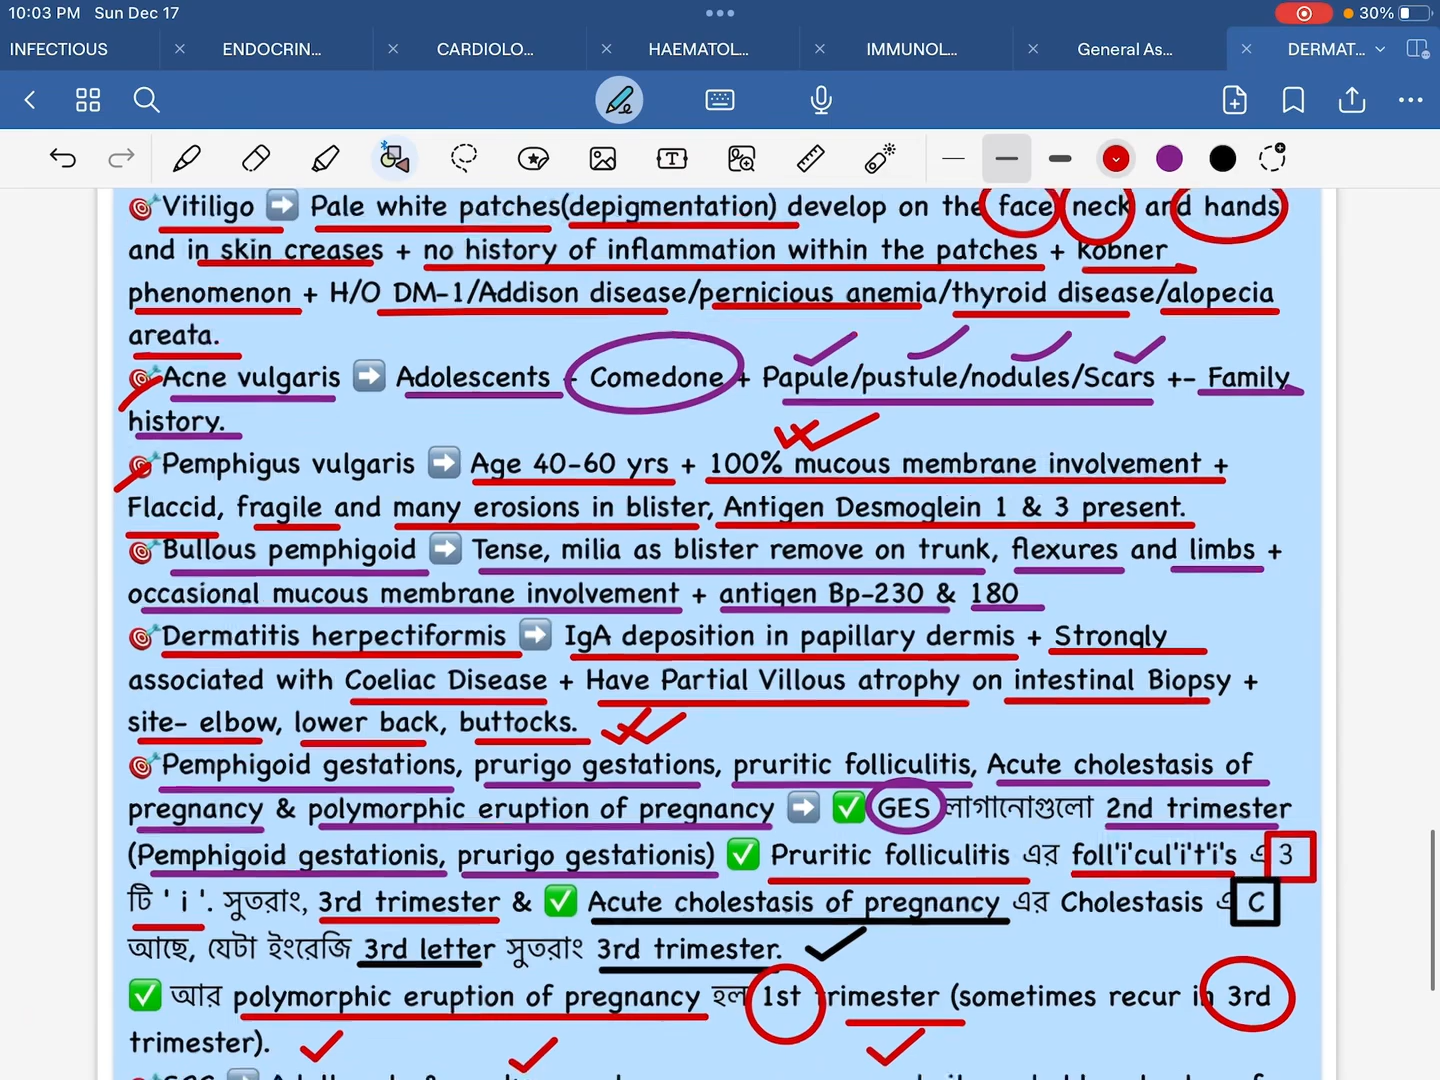 10:03 PM Sun Dec 17
30%
INFECTIOUS
ENDOCRIN...
CARDIOLO...
HAEMATOL...
IMMUNOL...
General As...
DERMAT...
🎯Vitiligo ➡️ Pale white patches(depigmentation) develop on the face neck and hands
and in skin creases + no history of inflammation within the patches + kobner
phenomenon + H/O DM-1/Addison disease/pernicious anemia/thyroid disease/alopecia
areata.
🎯Acne vulgaris ➡️ Adolescents + Comedone + Papule/pustule/nodules/Scars +- Family
history.
🎯Pemphigus vulgaris ➡️ Age 40-60 yrs + 100% mucous membrane involvement +
Flaccid, fragile and many erosions in blister, Antigen Desmoglein 1 & 3 present.
🎯Bullous pemphigoid ➡️ Tense, milia as blister remove on trunk, flexures and limbs +
occasional mucous membrane involvement + antigen Bp-230 & 180
🎯Dermatitis herpectiformis ➡️ IgA deposition in papillary dermis + Strongly
associated with Coeliac Disease + Have Partial Villous atrophy on intestinal Biopsy +
site- elbow, lower back, buttocks.
🎯Pemphigoid gestations, prurigo gestations, pruritic folliculitis, Acute cholestasis of
pregnancy & polymorphic eruption of pregnancy ➡️ ✅ GES লাগানোগুলো 2nd trimester
(Pemphigoid gestationis, prurigo gestationis) ✅ Pruritic folliculitis এর foll'i'cul'i't'i's এ 3
টি ' i '. সুতরাং, 3rd trimester & ✅ Acute cholestasis of pregnancy এর Cholestasis এ C
আছে, যেটা ইংরেজি 3rd letter সুতরাং 3rd trimester.
✅ আর polymorphic eruption of pregnancy হল 1st trimester (sometimes recur in 3rd
trimester).